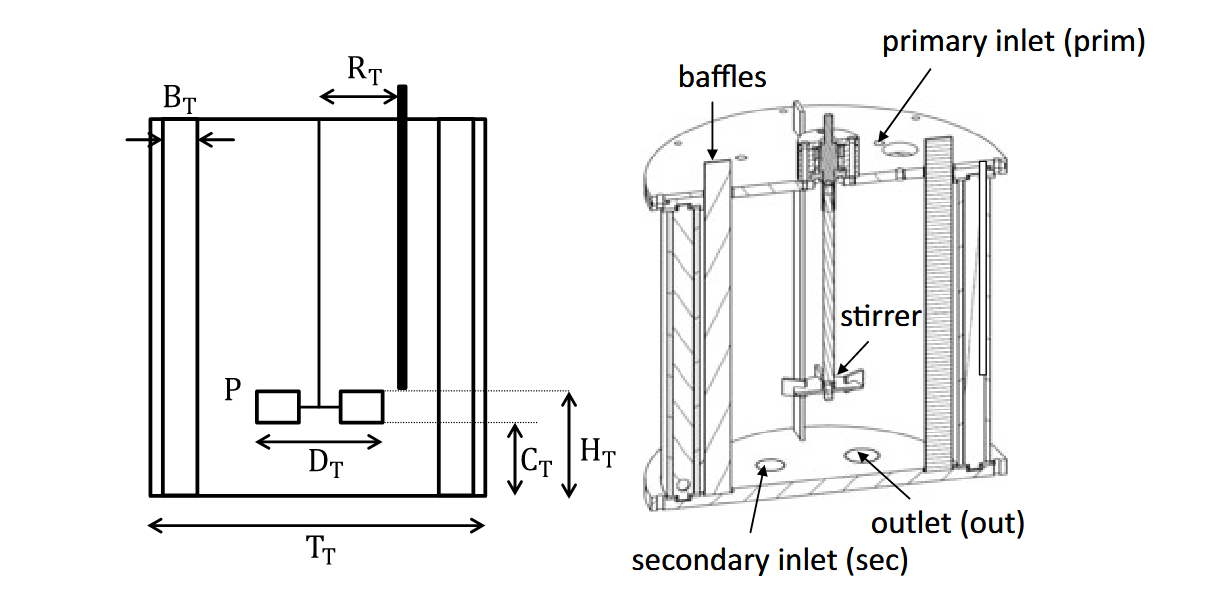 primary inlet (prim)
baffles
R_T
B_T
stirrer
P
D_T
C_T
H_T
T_T
outlet (out)
secondary inlet (sec)